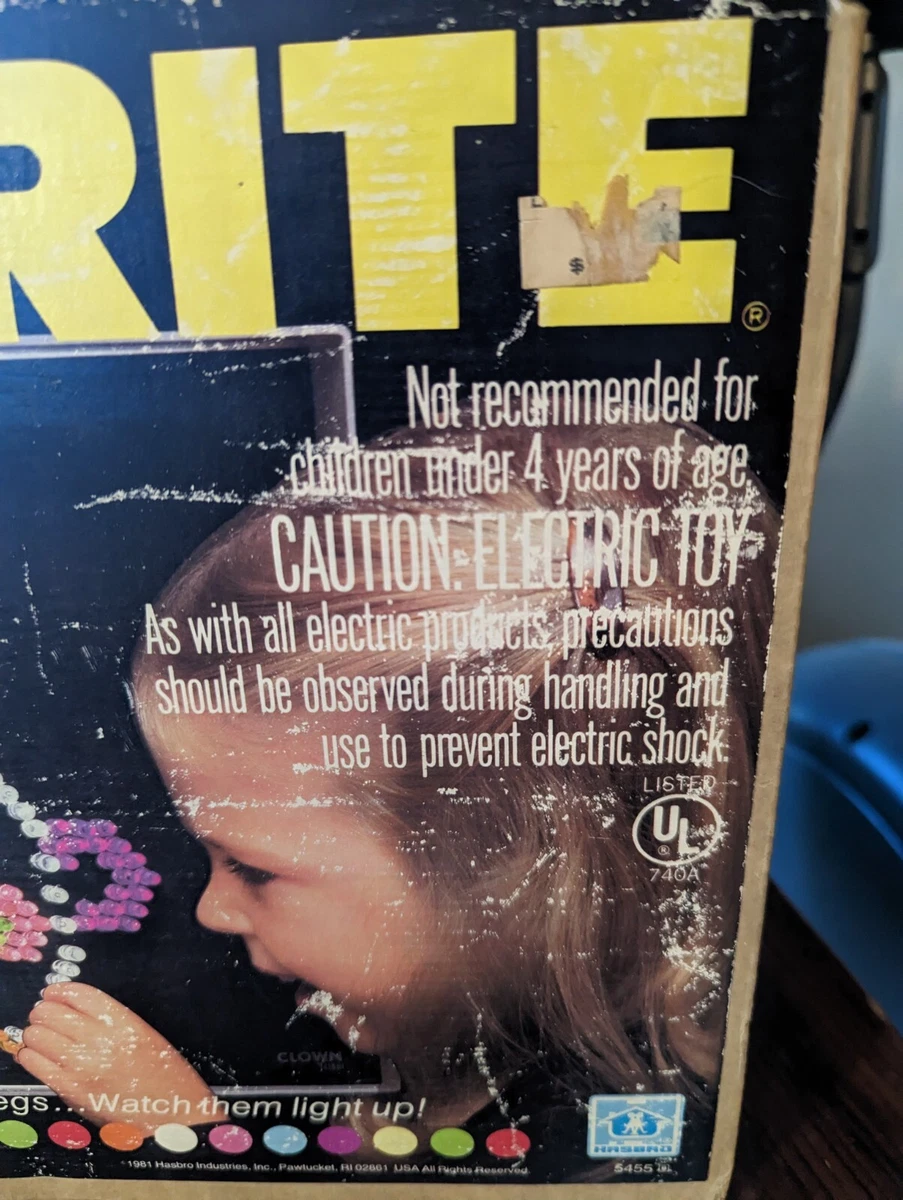 RITE®
$
Not recommended for
children under 4 years of age.
CAUTION: ELECTRIC TOY
As with all electric products, precautions
should be observed during handling and
use to prevent electric shock.
LISTED
UL®
740A
CLOWN
egs...Watch them light up!
HASBRO
1981 Hasbro Industries, Inc., Pawtucket, RI 02861 USA All Rights Reserved.
5455